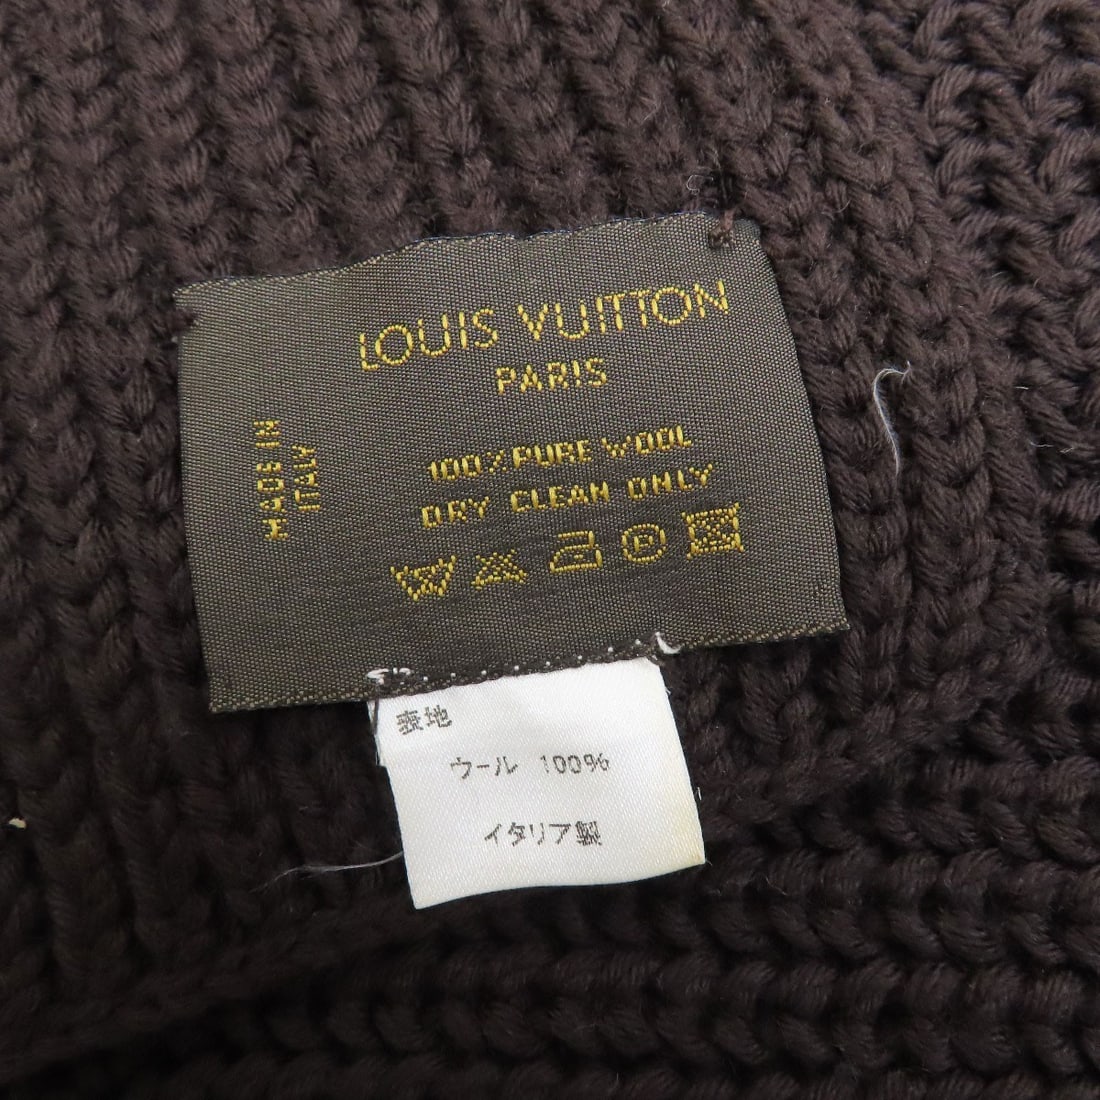 LOUIS VUITTON
PARIS
MADE IN
ITALY
100% PURE WOOL
DRY CLEAN ONLY
P
表地
ウール 100%
イタリア製